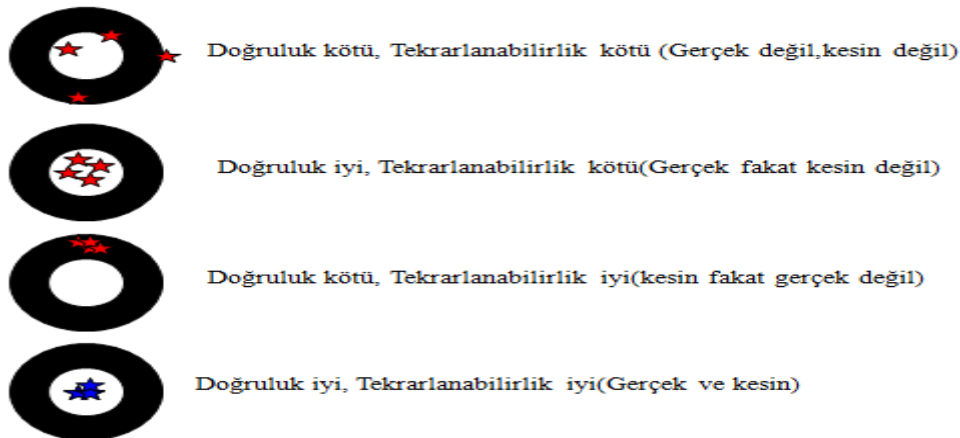 Doğruluk kötü, Tekrarlanabilirlik kötü (Gerçek değil,kesin değil)
Doğruluk iyi, Tekrarlanabilirlik kötü(Gerçek fakat kesin değil)
Doğruluk kötü, Tekrarlanabilirlik iyi(kesin fakat gerçek değil)
Doğruluk iyi, Tekrarlanabilirlik iyi(Gerçek ve kesin)